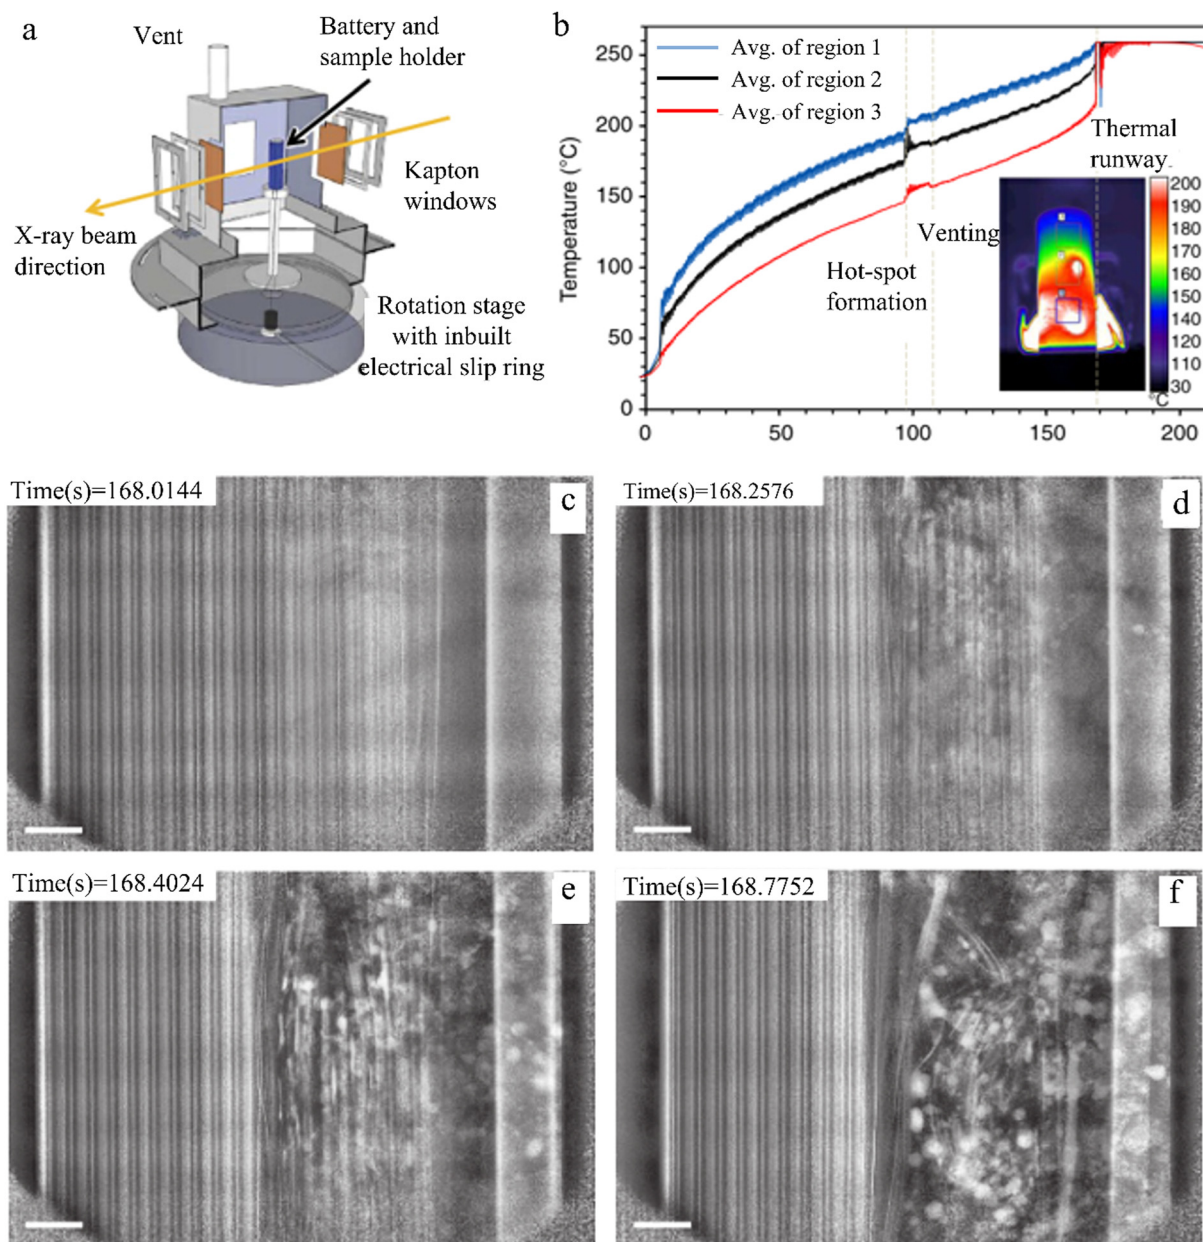 a
Vent
Battery and
sample holder
Kapton
windows
X-ray beam
direction
Rotation stage
with inbuilt
electrical slip ring
b
Temperature (°C)
250
200
150
100
50
0
Avg. of region 1
Avg. of region 2
Avg. of region 3
Hot-spot
formation
Venting
Thermal
runway
200
190
180
170
160
150
140
130
120
110
30
°C
0
50
100
150
200
Time(s)=168.0144
c
Time(s)=168.2576
d
Time(s)=168.4024
e
Time(s)=168.7752
f